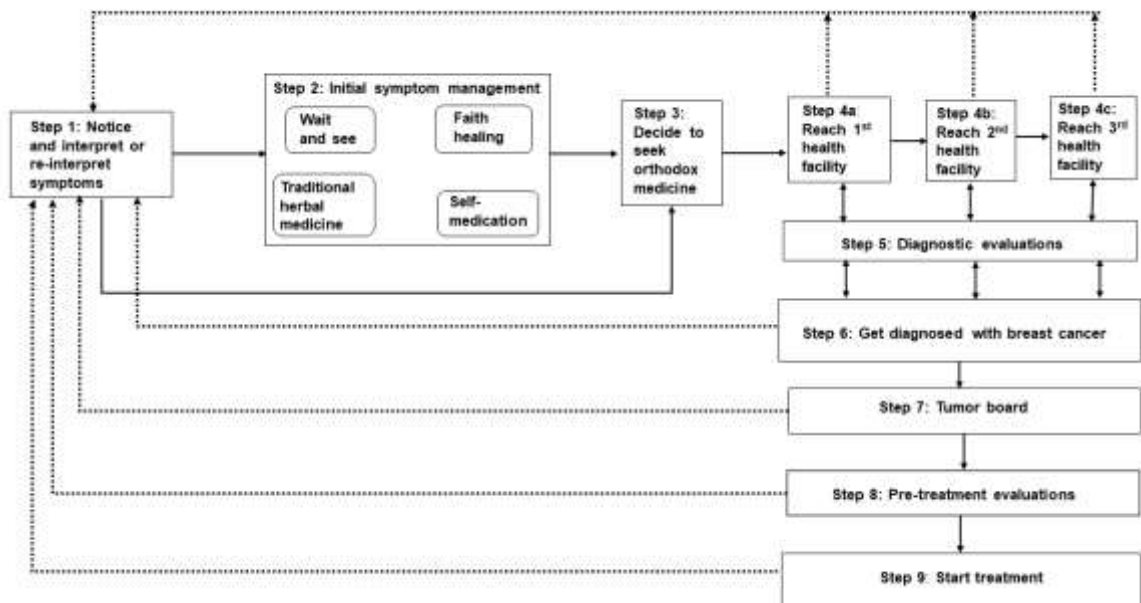 Step 1: Notice
and interpret or
re-interpret
symptoms
Step 2: Initial symptom management
Wait
and see
Faith
healing
Traditional
herbal
medicine
Self-
medication
Step 3:
Decide to
seek
orthodox
medicine
Step 4a:
Reach 1st
health
facility
Step 4b:
Reach 2nd
health
facility
Step 4c:
Reach 3rd
health
facility
Step 5: Diagnostic evaluations
Step 6: Get diagnosed with breast cancer
Step 7: Tumor board
Step 8: Pre-treatment evaluations
Step 9: Start treatment